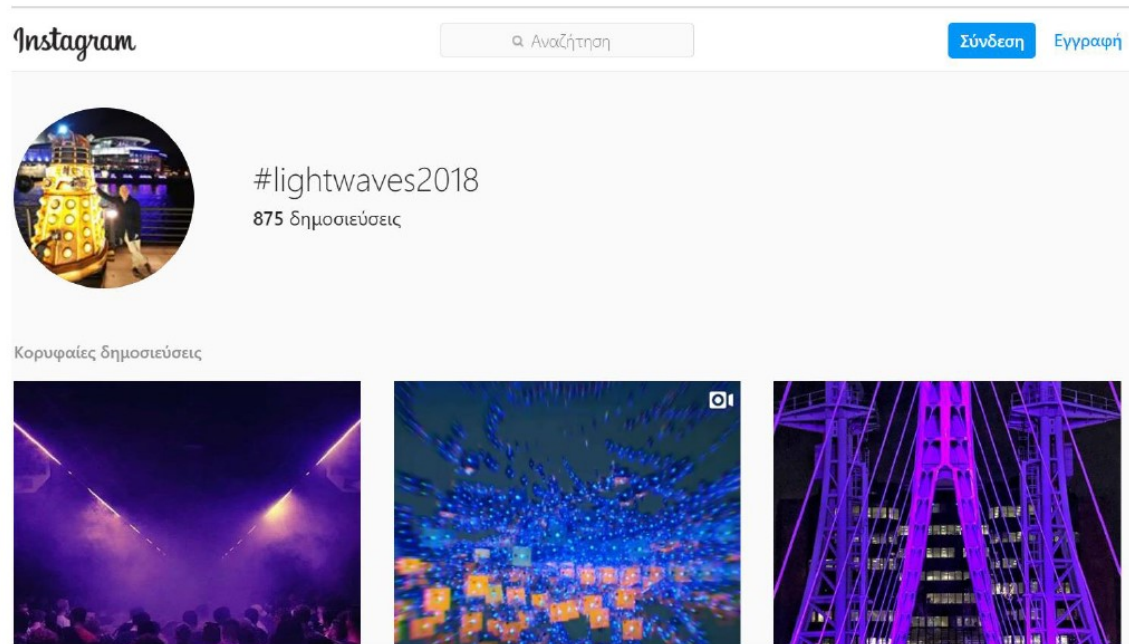 Instagram
Αναζήτηση
Σύνδεση Εγγραφή
#lightwaves2018
875 δημοσιεύσεις
Κορυφαίες δημοσιεύσεις